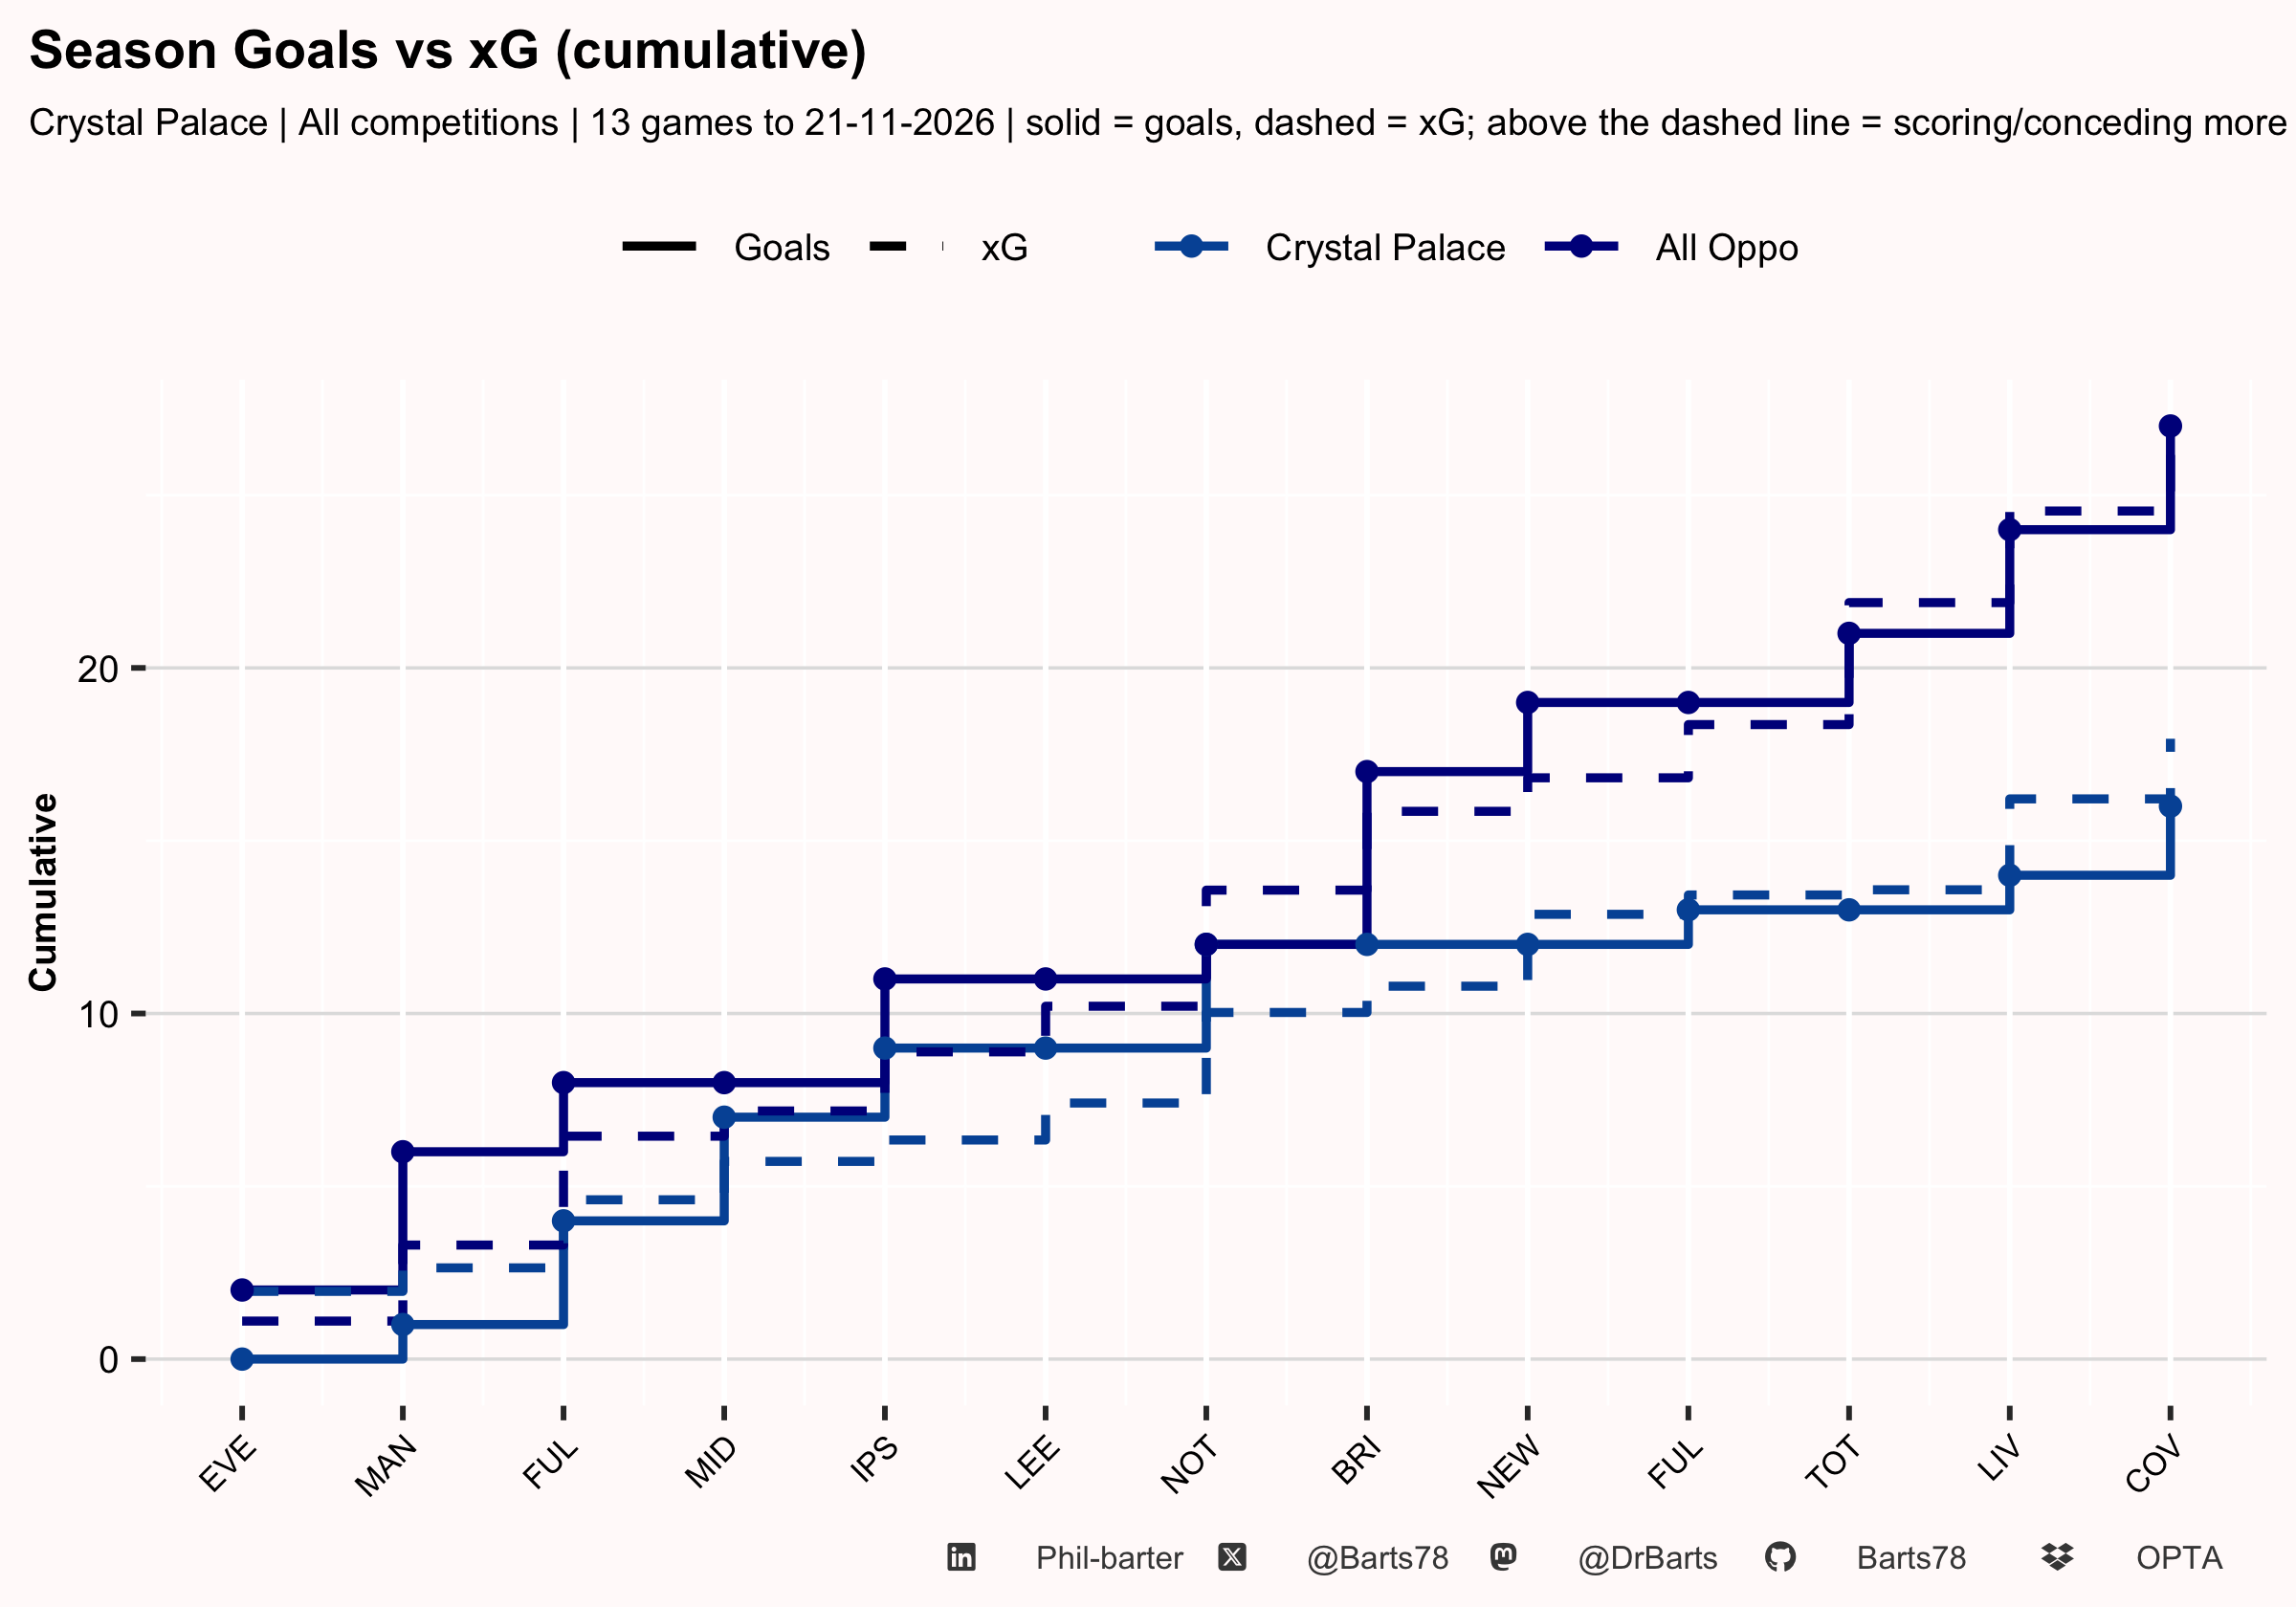 Season Goals vs xG (cumulative)
Crystal Palace | All competitions | 13 games to 21-11-2026 | solid = goals, dashed = xG; above the dashed line = scoring/conceding more
Goals xG Crystal Palace All Oppo
Cumulative
20
10
0
EVE MAN FUL MID IPS LEE NOT BRI NEW FUL TOT LIV COV
Phil-barter @Barts78 @DrBarts Barts78 OPTA